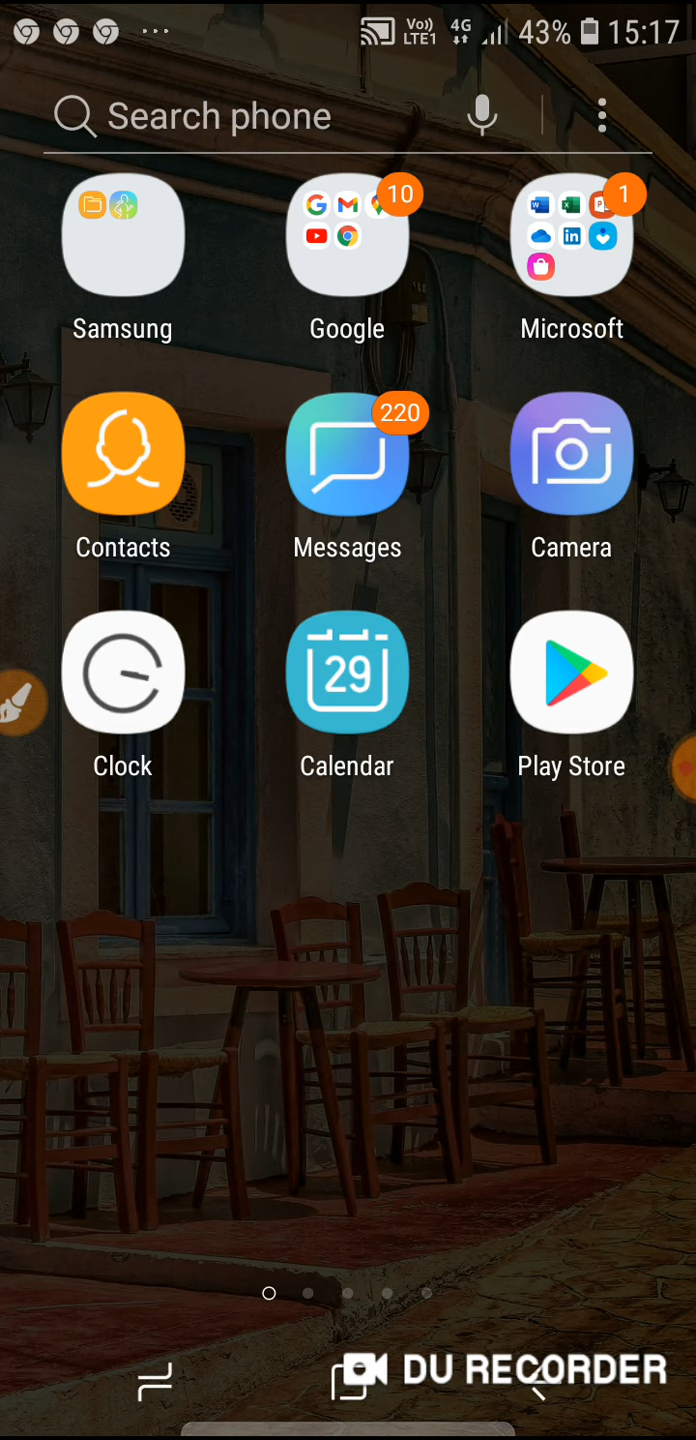 Vo)) 4G 43% 15:17
LTE1
Search phone
10 1
Samsung Google Microsoft
220
Contacts Messages Camera
29
Clock Calendar Play Store
DU RECORDER